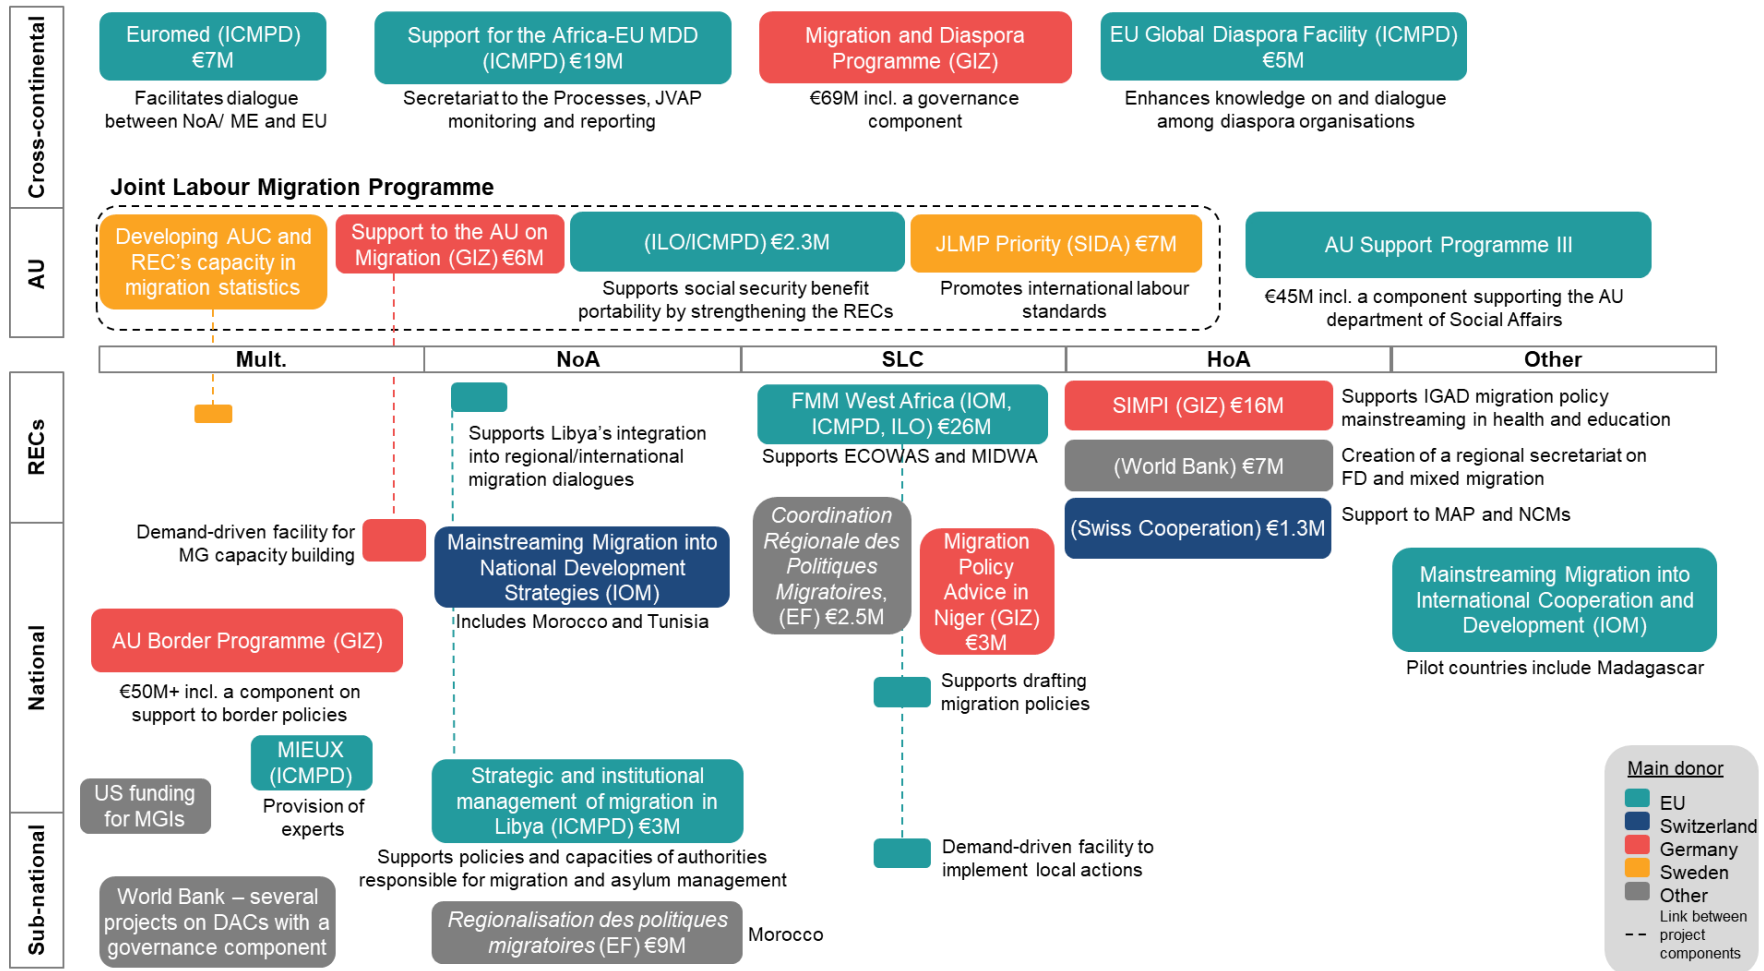 Cross-continental
Euromed (ICMPD)
€7M
Facilitates dialogue
between NoA/ ME and EU
Support for the Africa-EU MDD
(ICMPD) €19M
Secretariat to the Processes, JVAP
monitoring and reporting
Migration and Diaspora
Programme (GIZ)
€69M incl. a governance
component
EU Global Diaspora Facility (ICMPD)
€5M
Enhances knowledge on and dialogue
among diaspora organisations
AU
Joint Labour Migration Programme
Developing AUC and
REC’s capacity in
migration statistics
Support to the AU on
Migration (GIZ) €6M
(ILO/ICMPD) €2.3M
Supports social security benefit
portability by strengthening the RECs
JLMP Priority (SIDA) €7M
Promotes international labour
standards
AU Support Programme III
€45M incl. a component supporting the AU
department of Social Affairs
Mult.
NoA
SLC
HoA
Other
RECs
Supports Libya’s integration
into regional/international
migration dialogues
FMM West Africa (IOM,
ICMPD, ILO) €26M
Supports ECOWAS and MIDWA
SIMPI (GIZ) €16M
Supports IGAD migration policy
mainstreaming in health and education
(World Bank) €7M
Creation of a regional secretariat on
FD and mixed migration
(Swiss Cooperation) €1.3M
Support to MAP and NCMs
National
Demand-driven facility for
MG capacity building
Mainstreaming Migration into
National Development
Strategies (IOM)
Includes Morocco and Tunisia
Coordination
Régionale des
Politiques
Migratoires,
(EF) €2.5M
Migration
Policy
Advice in
Niger (GIZ)
€3M
Mainstreaming Migration into
International Cooperation and
Development (IOM)
Pilot countries include Madagascar
AU Border Programme (GIZ)
€50M+ incl. a component on
support to border policies
Supports drafting
migration policies
MIEUX
(ICMPD)
Provision of
experts
US funding
for MGIs
Strategic and institutional
management of migration in
Libya (ICMPD) €3M
Supports policies and capacities of authorities
responsible for migration and asylum management
Sub-national
Demand-driven facility to
implement local actions
World Bank – several
projects on DACs with a
governance component
Regionalisation des politiques
migratoires (EF) €9M
Morocco
Main donor
EU
Switzerland
Germany
Sweden
Other
Link between
project
components